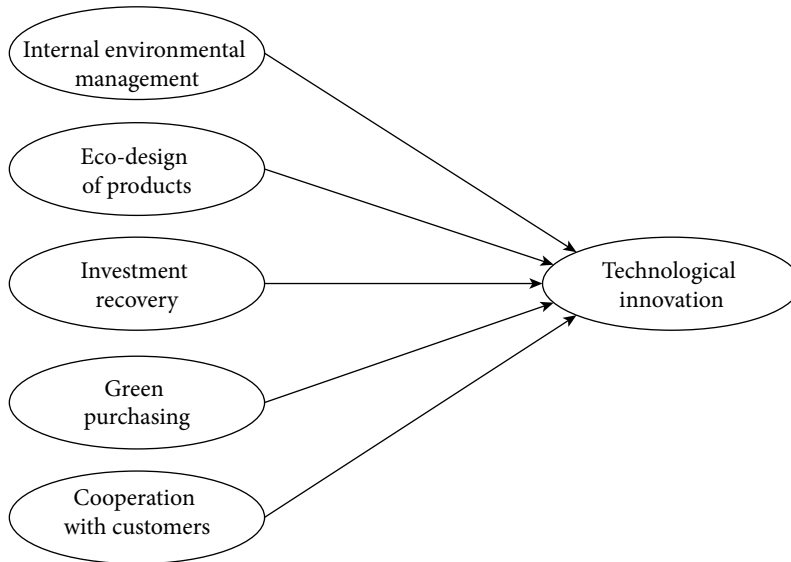 Internal environmental
management
Eco-design
of products
Investment
recovery
Green
purchasing
Cooperation
with customers
Technological
innovation